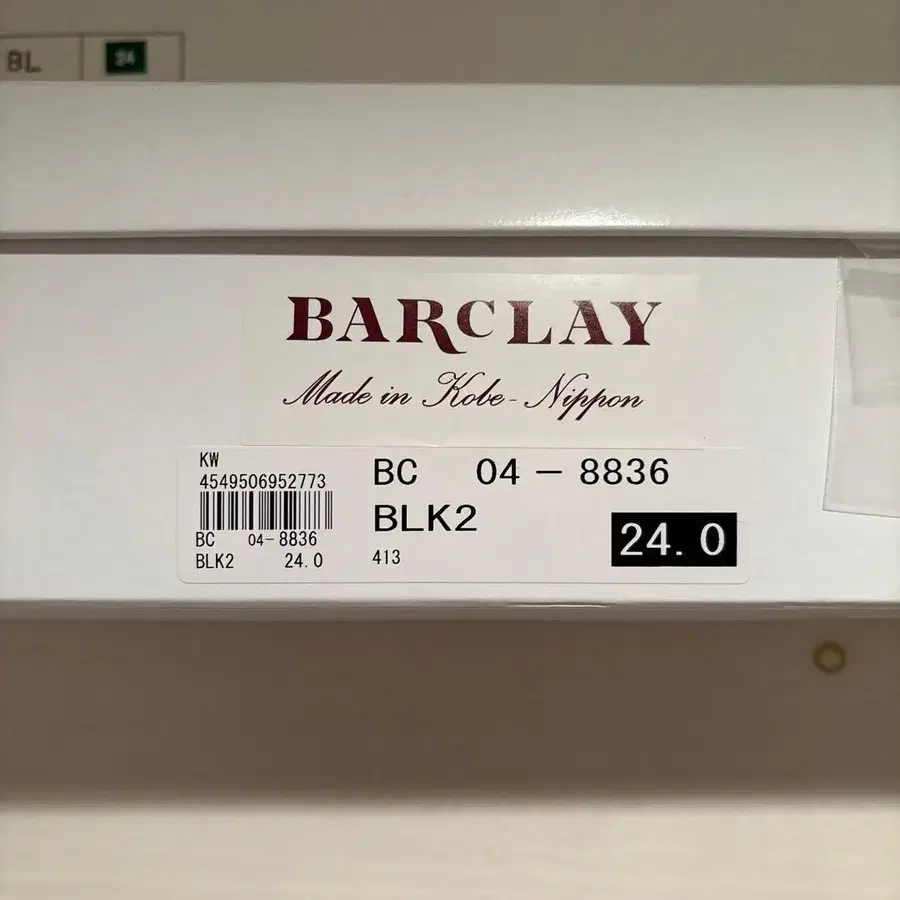 BL
24
BARCLAY
Made in Kobe - Nippon
KW
4549506952773
BC 04-8836
BLK2 24.0
BC 04-8836
BLK2
413
24.0